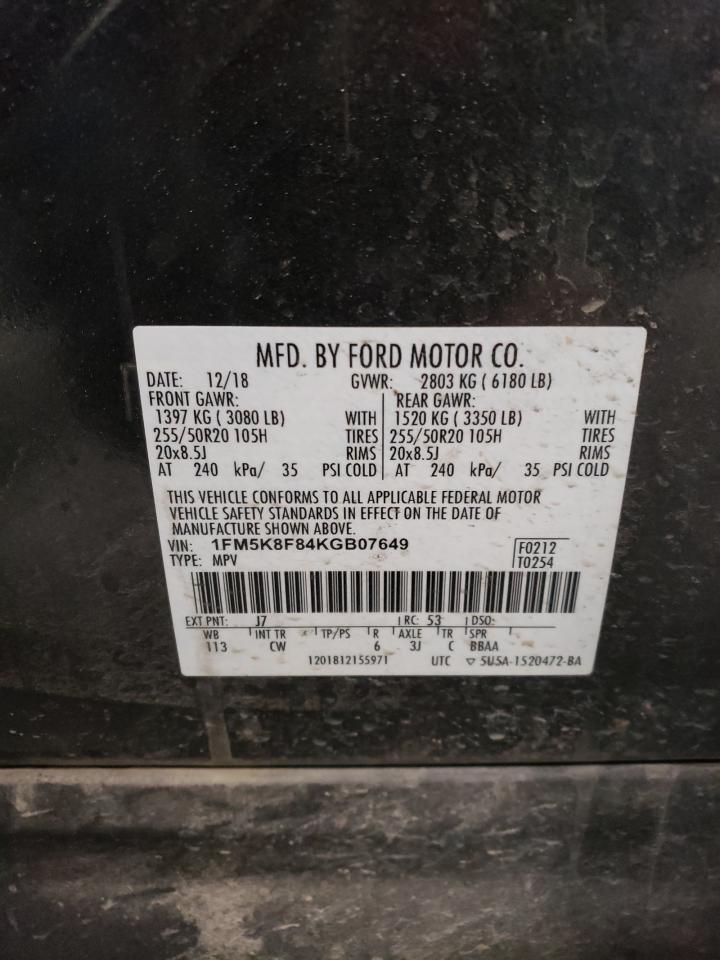 MFD. BY FORD MOTOR CO.
DATE: 12/18 GVWR: 2803 KG ( 6180 LB)
FRONT GAWR: REAR GAWR:
1397 KG ( 3080 LB) WITH 1520 KG ( 3350 LB) WITH
255/50R20 105H TIRES 255/50R20 105H TIRES
20x8.5J RIMS 20x8.5J RIMS
AT 240 kPa/ 35 PSI COLD AT 240 kPa/ 35 PSI COLD
THIS VEHICLE CONFORMS TO ALL APPLICABLE FEDERAL MOTOR
VEHICLE SAFETY STANDARDS IN EFFECT ON THE DATE OF
MANUFACTURE SHOWN ABOVE.
VIN: 1FM5K8F84KGB07649 F0212
TYPE: MPV T0254
EXT PNT: J7 RC: 53 DSO:
WB INT TR TP/PS R AXLE TR SPR
113 CW 6 3J C BBAA
1201812155971 UTC ▽ 5USA-1520472-BA